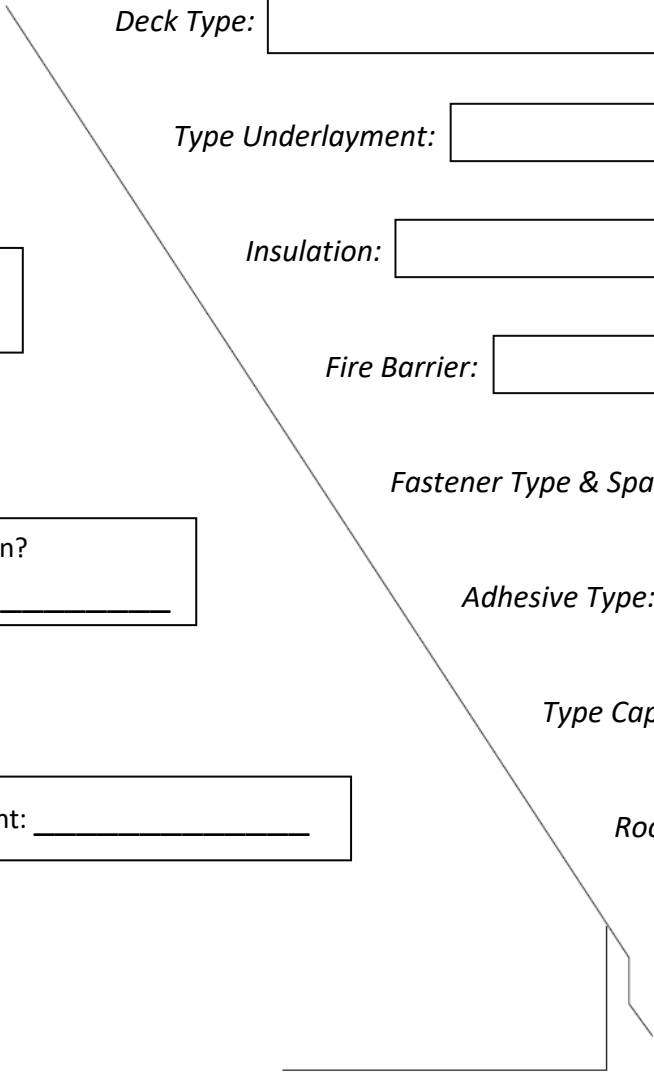 Deck Type:
Type Underlayment:
Insulation:
Fire Barrier:
Fastener Type & Spa
n?
Adhesive Type:
Type Cap
nt:
Roo